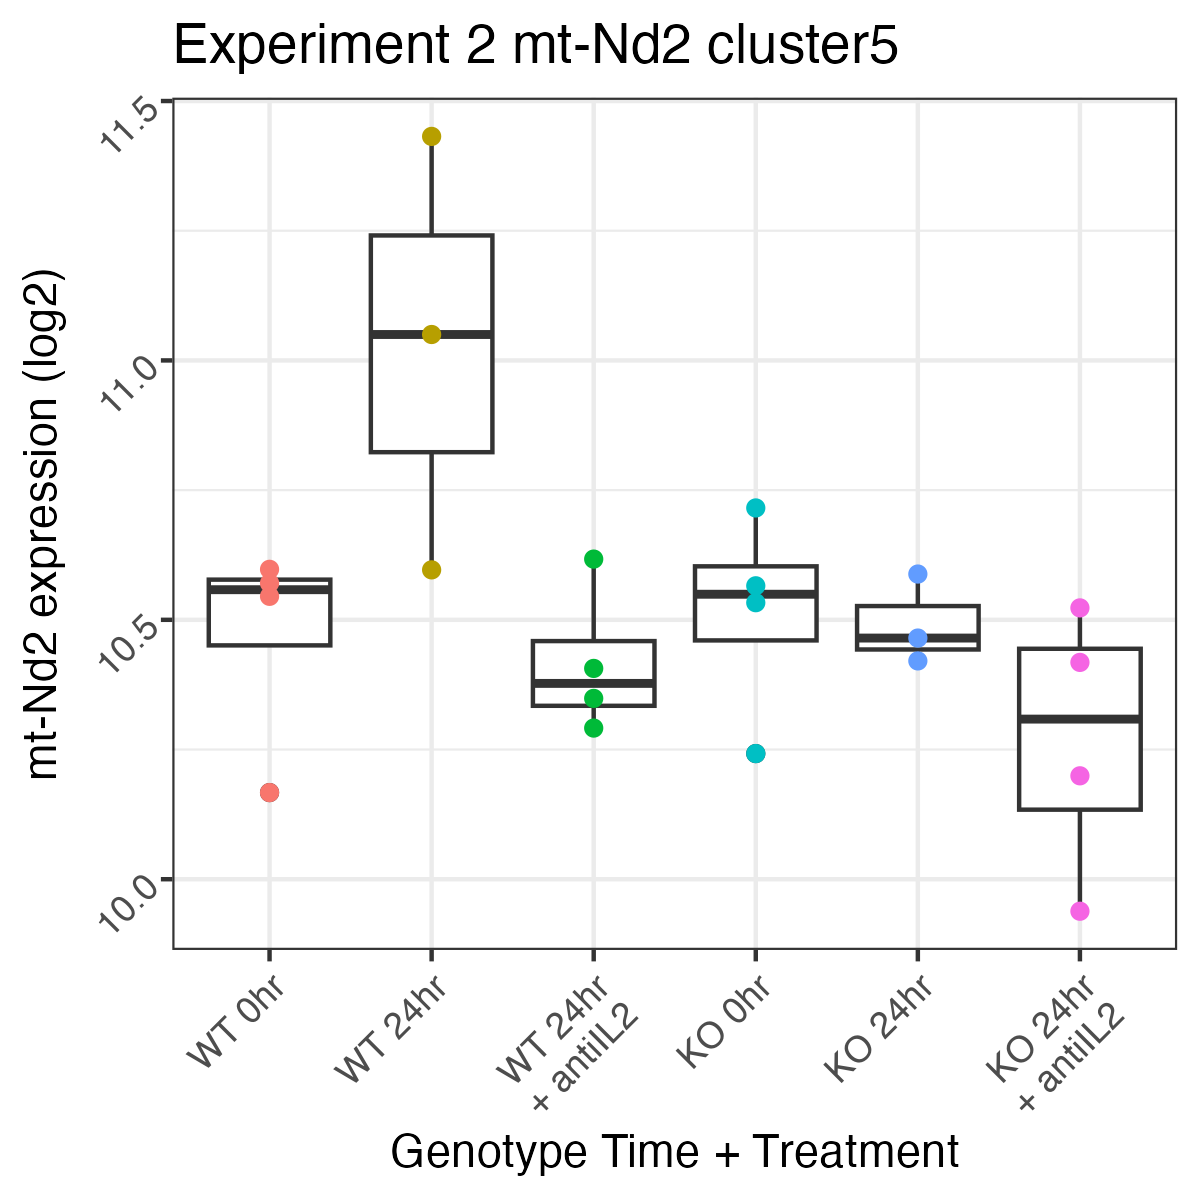 Experiment 2 mt-Nd2 cluster5
mt-Nd2 expression (log2)
11.5
11.0
10.5
10.0
WT 0hr
WT 24hr
WT 24hr
+ antiIL2
KO 0hr
KO 24hr
KO 24hr
+ antiIL2
Genotype Time + Treatment